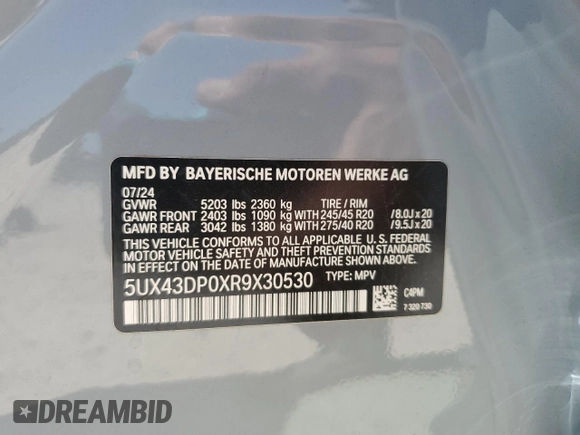 MFD BY BAYERISCHE MOTOREN WERKE AG
07/24
GVWR 5203 lbs 2360 kg TIRE / RIM
GAWR FRONT 2403 lbs 1090 kg WITH 245/45 R20 /8.0J x 20
GAWR REAR 3042 lbs 1380 kg WITH 275/40 R20 /9.5J x 20
THIS VEHICLE CONFORMS TO ALL APPLICABLE U. S. FEDERAL
MOTOR VEHICLE SAFETY, BUMPER, AND THEFT PREVENTION STANDARDS
IN EFFECT ON THE DATE OF MANUFACTURE SHOWN ABOVE.
5UX43DP0XR9X30530 TYPE: MPV
C4PM
7 320 730
DREAMBID